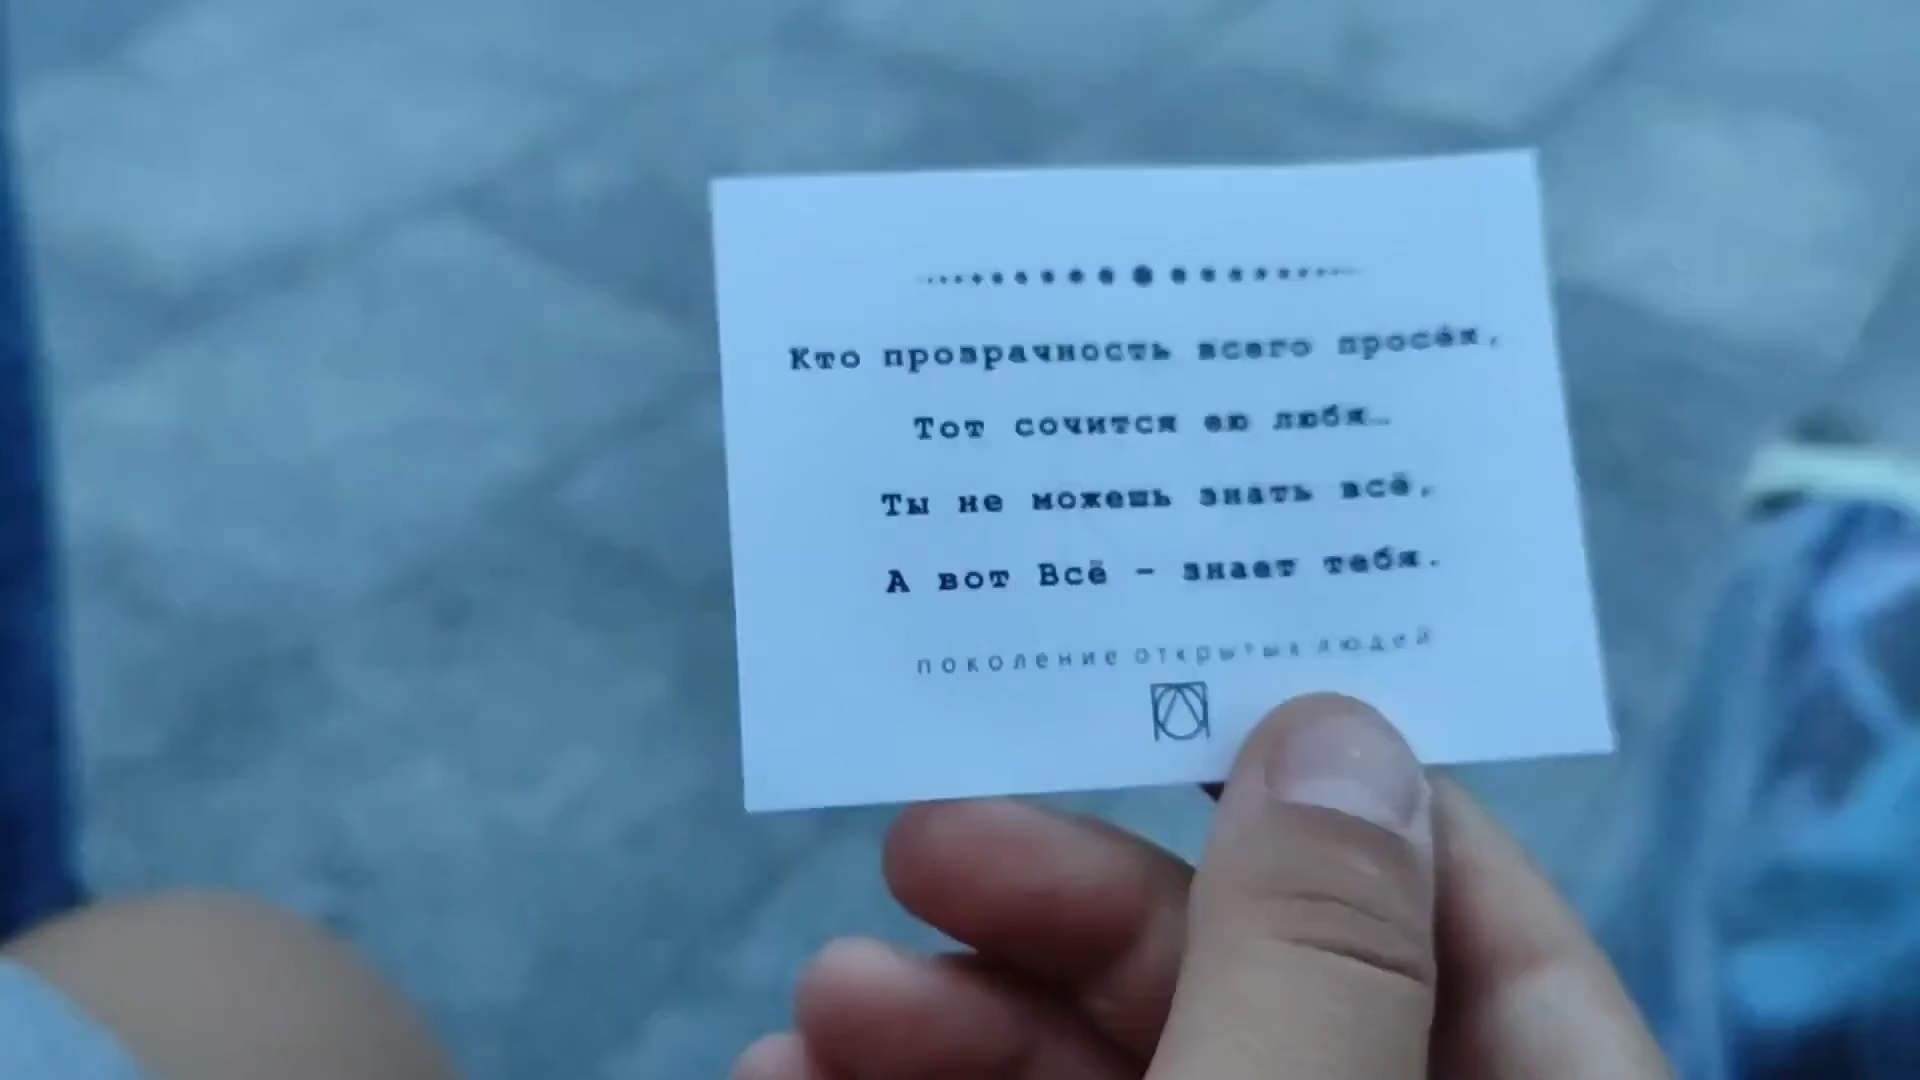 Кто прозрачность всего просёк,
Тот сочится ею любя…
Ты не можешь знать всё,
А вот Всё – знает тебя.
поколение открытых людей